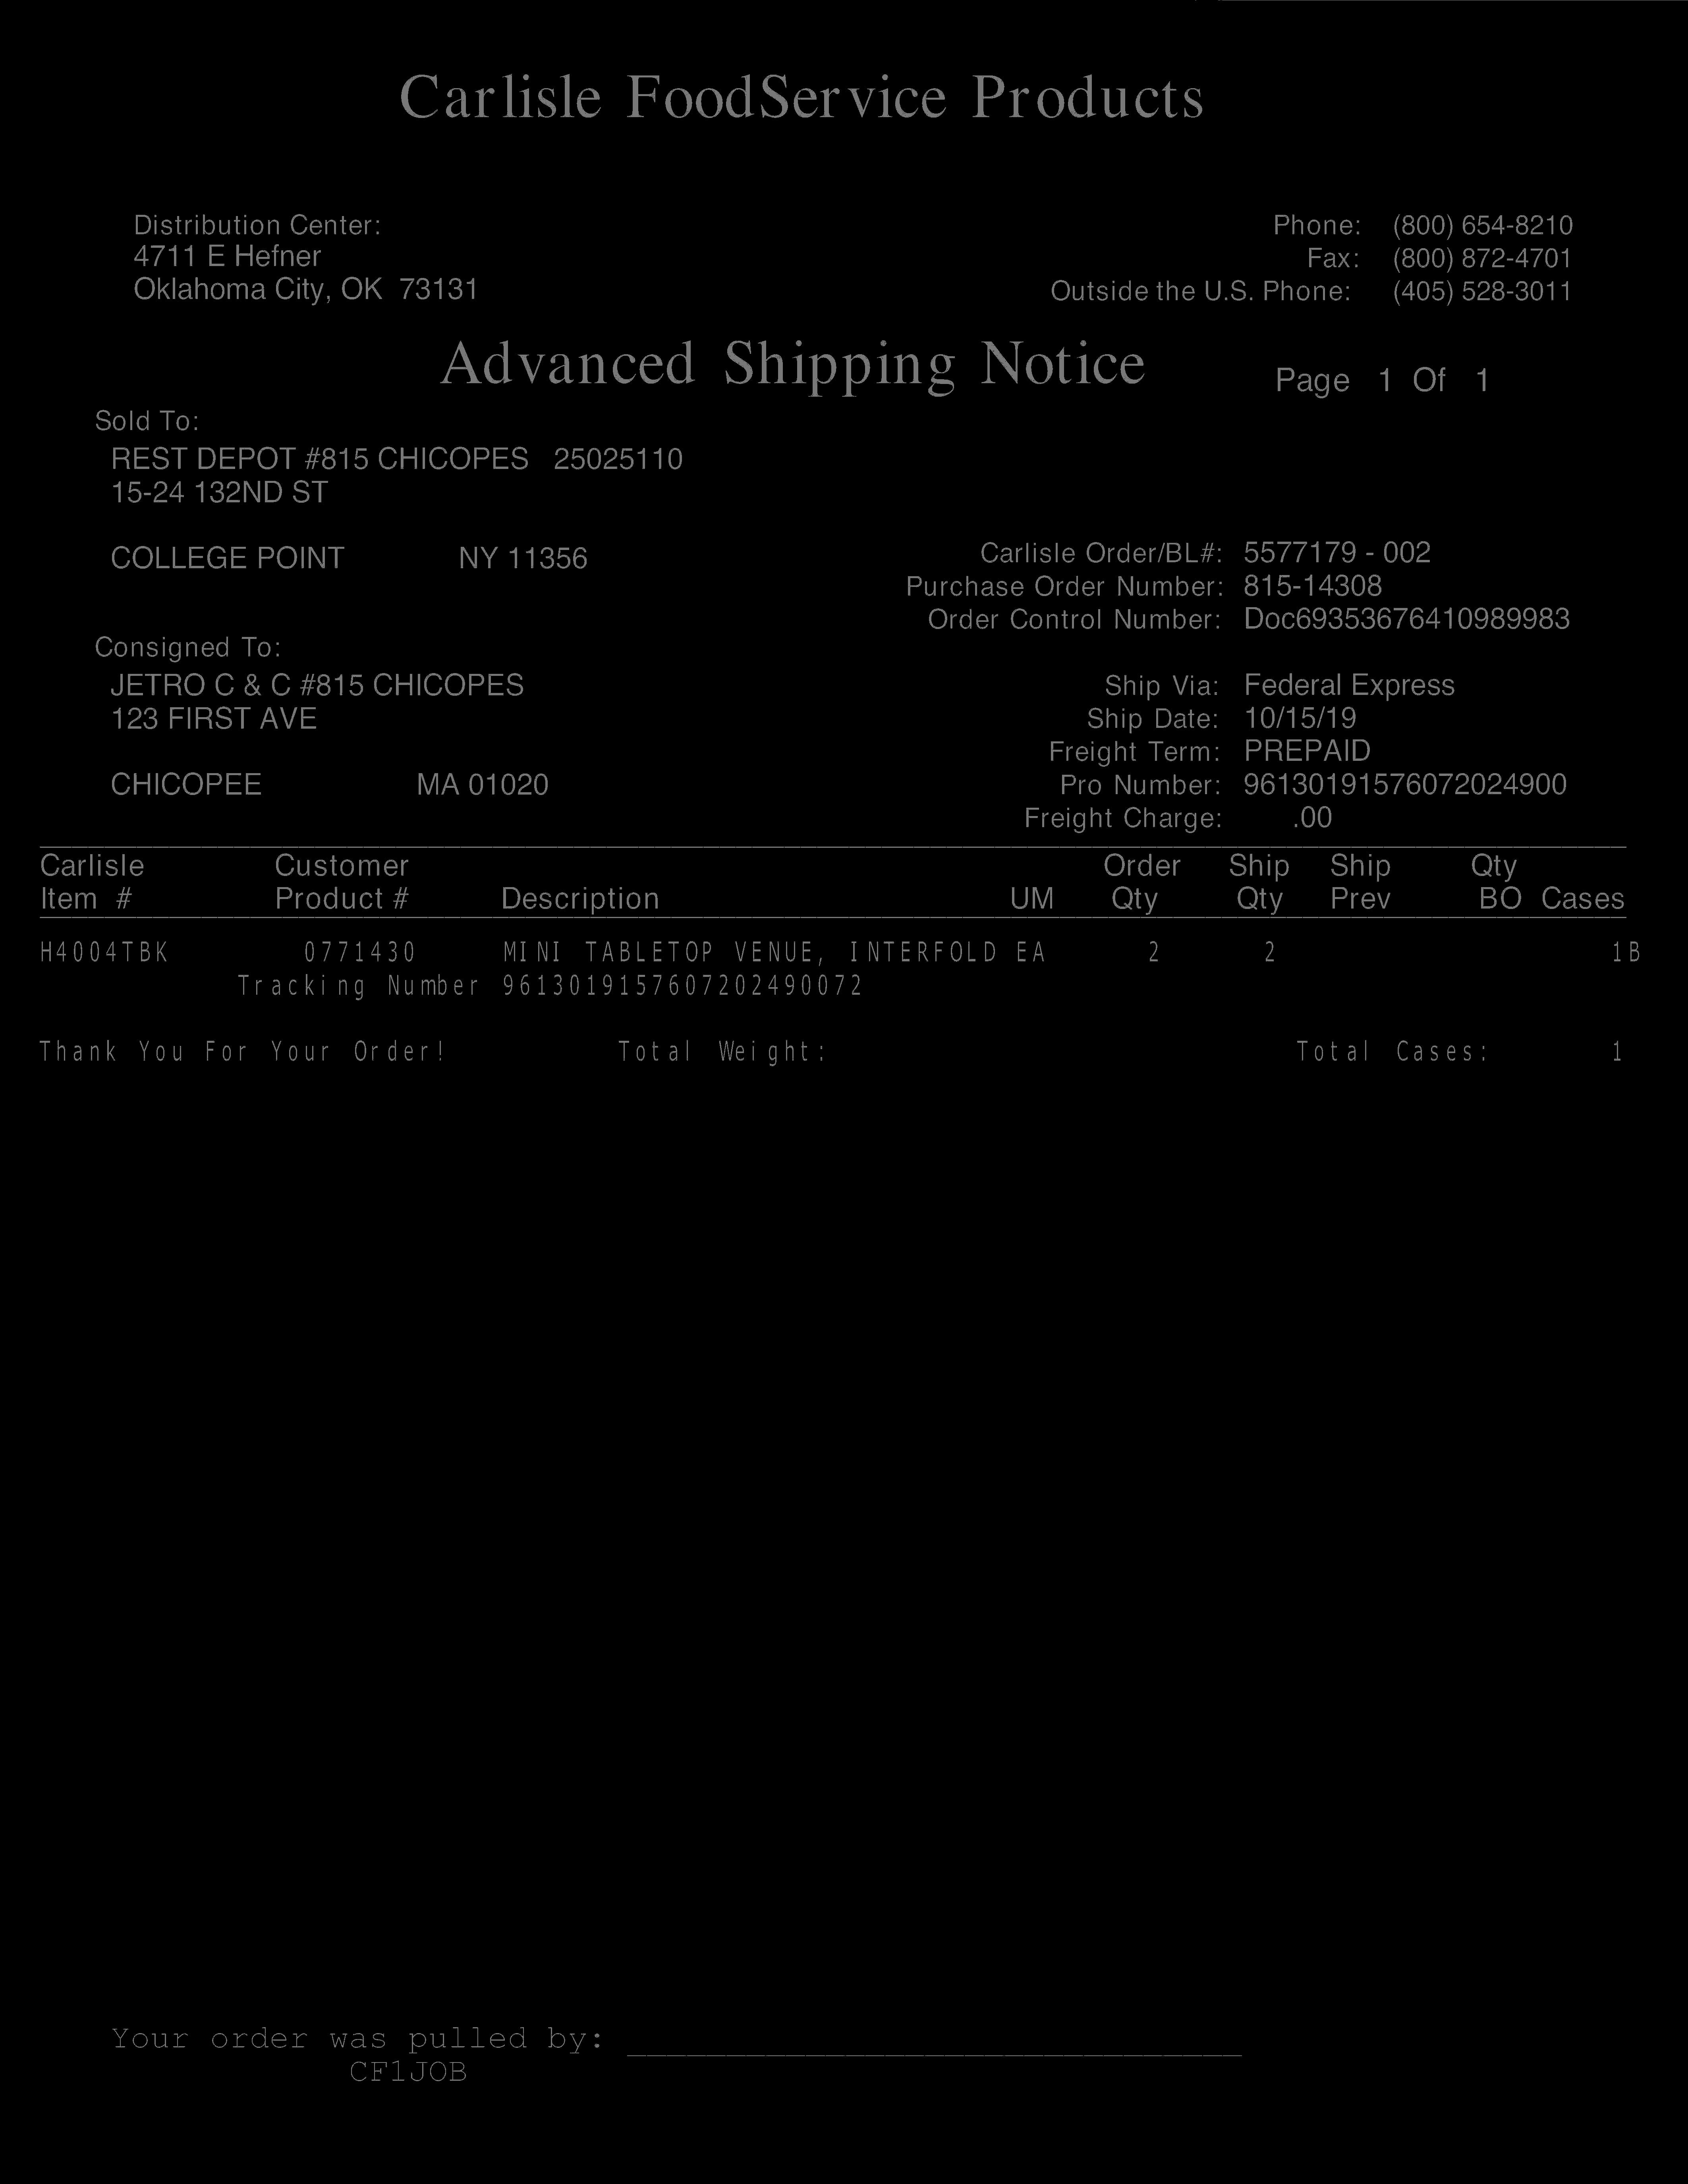 Carlisle FoodService Products
Distribution Center:
4711 E Hefner
Oklahoma City, OK 73131
Phone: (800) 654-8210
Fax: (800) 872-4701
Outside the U.S. Phone: (405) 528-3011
Advanced Shipping Notice Page 1 Of 1
Sold To:
REST DEPOT #815 CHICOPES 25025110
15-24 132ND ST
COLLEGE POINT NY 11356
Carlisle Order/BL#: 5577179 - 002
Purchase Order Number: 815-14308
Order Control Number: Doc69353676410989983
Consigned To:
JETRO C & C #815 CHICOPES
123 FIRST AVE
CHICOPEE MA 01020
Ship Via: Federal Express
Ship Date: 10/15/19
Freight Term: PREPAID
Pro Number: 96130191576072024900
Freight Charge: .00
Carlisle Customer Order Ship Ship Qty
Item # Product # Description UM Qty Qty Prev BO Cases
H4004TBK 0771430 MINI TABLETOP VENUE, INTERFOLD EA 2 2 1B
Tracking Number 9613019157607202490072
Thank You For Your Order! Total Weight: Total Cases: 1
Your order was pulled by:
CF1JOB